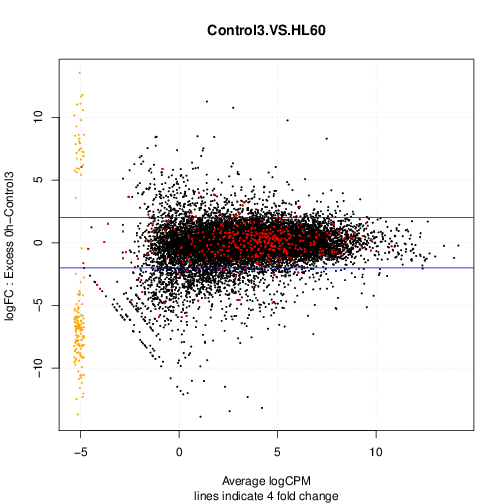 Control3.VS.HL60
logFC : Excess 0h-Control3
10
5
0
−5
−10
−5
0
5
10
Average logCPM
lines indicate 4 fold change